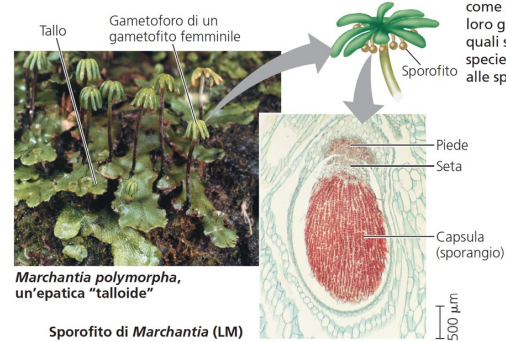 Tallo
Gametoforo di un
gametofito femminile
Sporofito
come
loro g
quali s
specie
alle sp
Piede
Seta
Capsula
(sporangio)
500 μm
Marchantia polymorpha,
un'epatica "talloide"
Sporofito di Marchantia (LM)